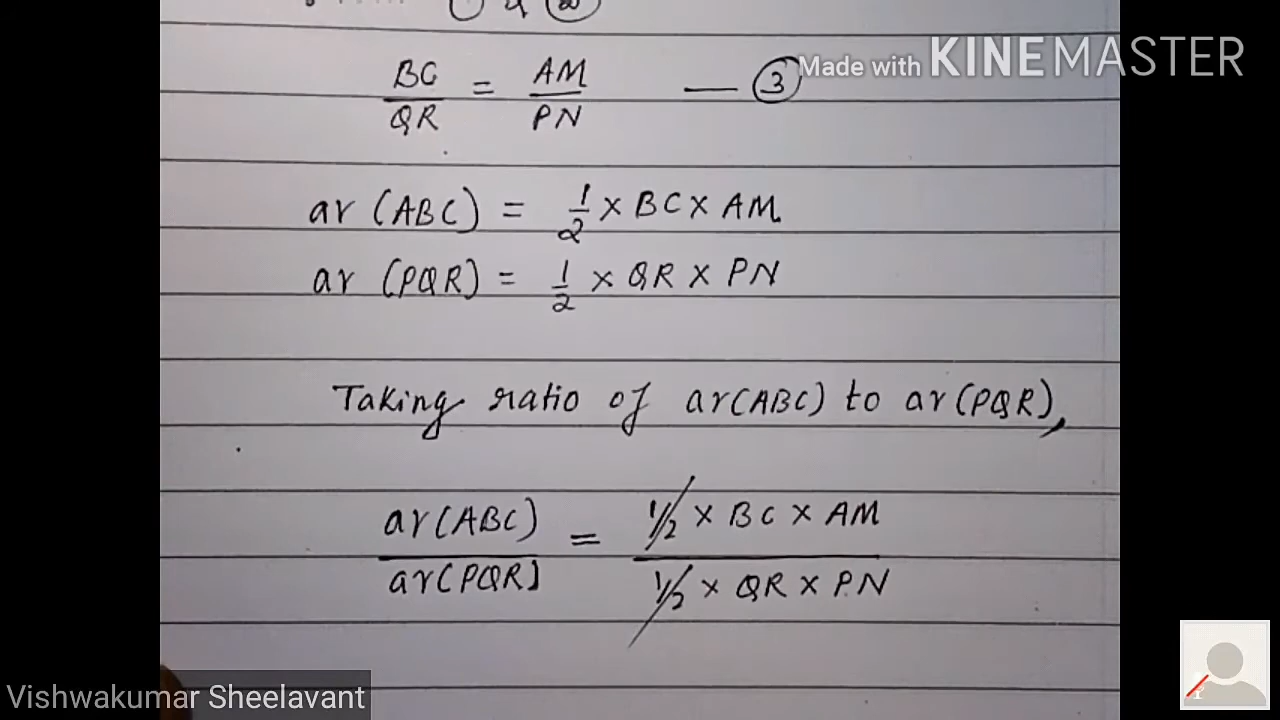 Made with KINEMASTER
BC/QR = AM/PN — ③
ar (ABC) = 1/2 × BC × AM
ar (PQR) = 1/2 × QR × PN
Taking ratio of ar(ABC) to ar(PQR),
ar(ABC)/ar(PQR) = 1/2 × BC × AM / 1/2 × QR × PN
Vishwakumar Sheelavant